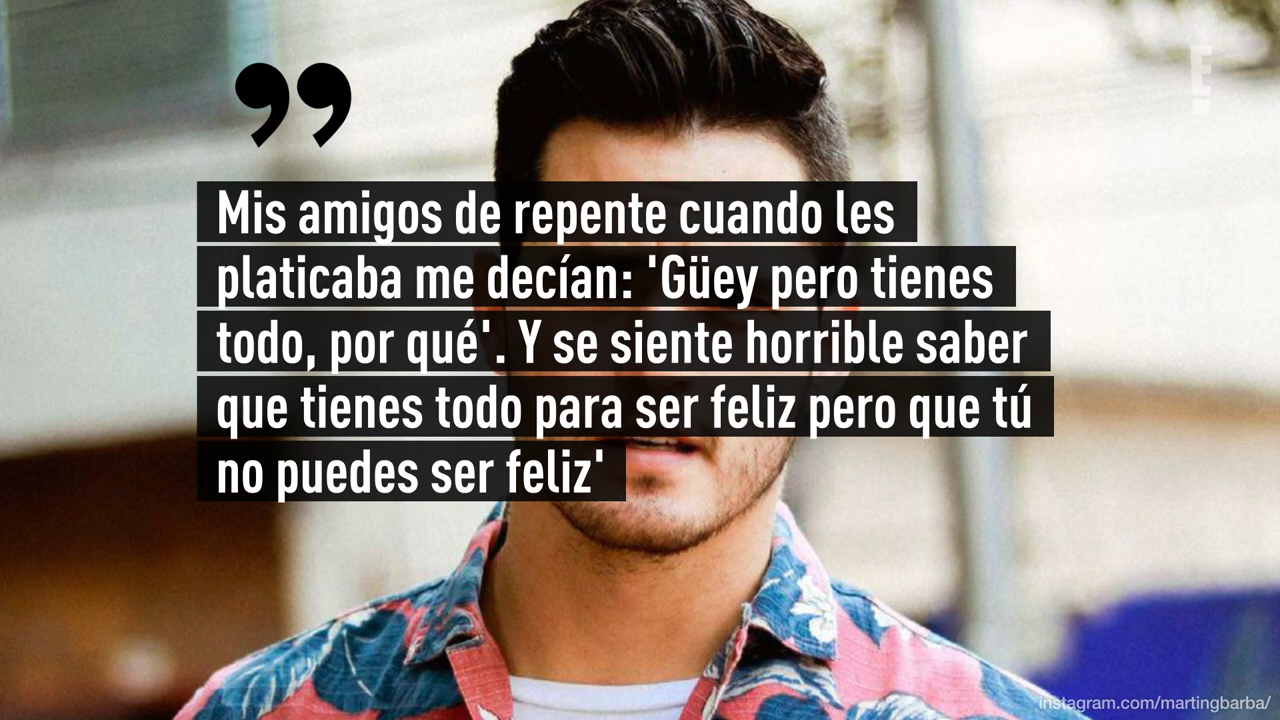 ”
Mis amigos de repente cuando les
platicaba me decían: 'Güey pero tienes
todo, por qué'. Y se siente horrible saber
que tienes todo para ser feliz pero que tú
no puedes ser feliz'
E!
instagram.com/martingbarba/